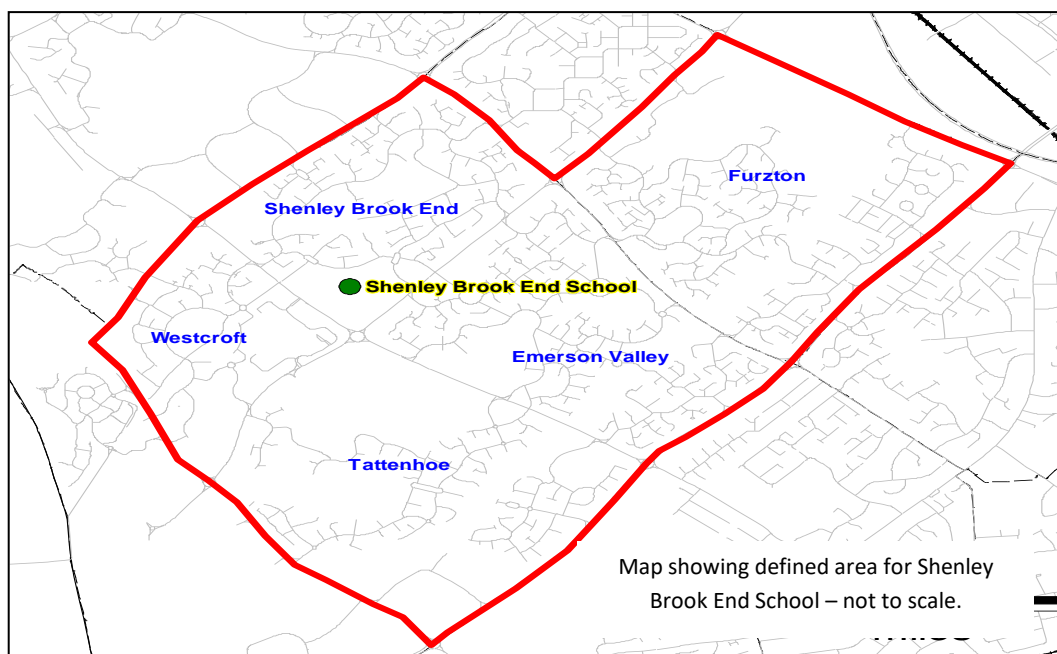 Furzton
Shenley Brook End
Shenley Brook End School
Westcroft
Emerson Valley
Tattenhoe
Map showing defined area for Shenley
Brook End School – not to scale.